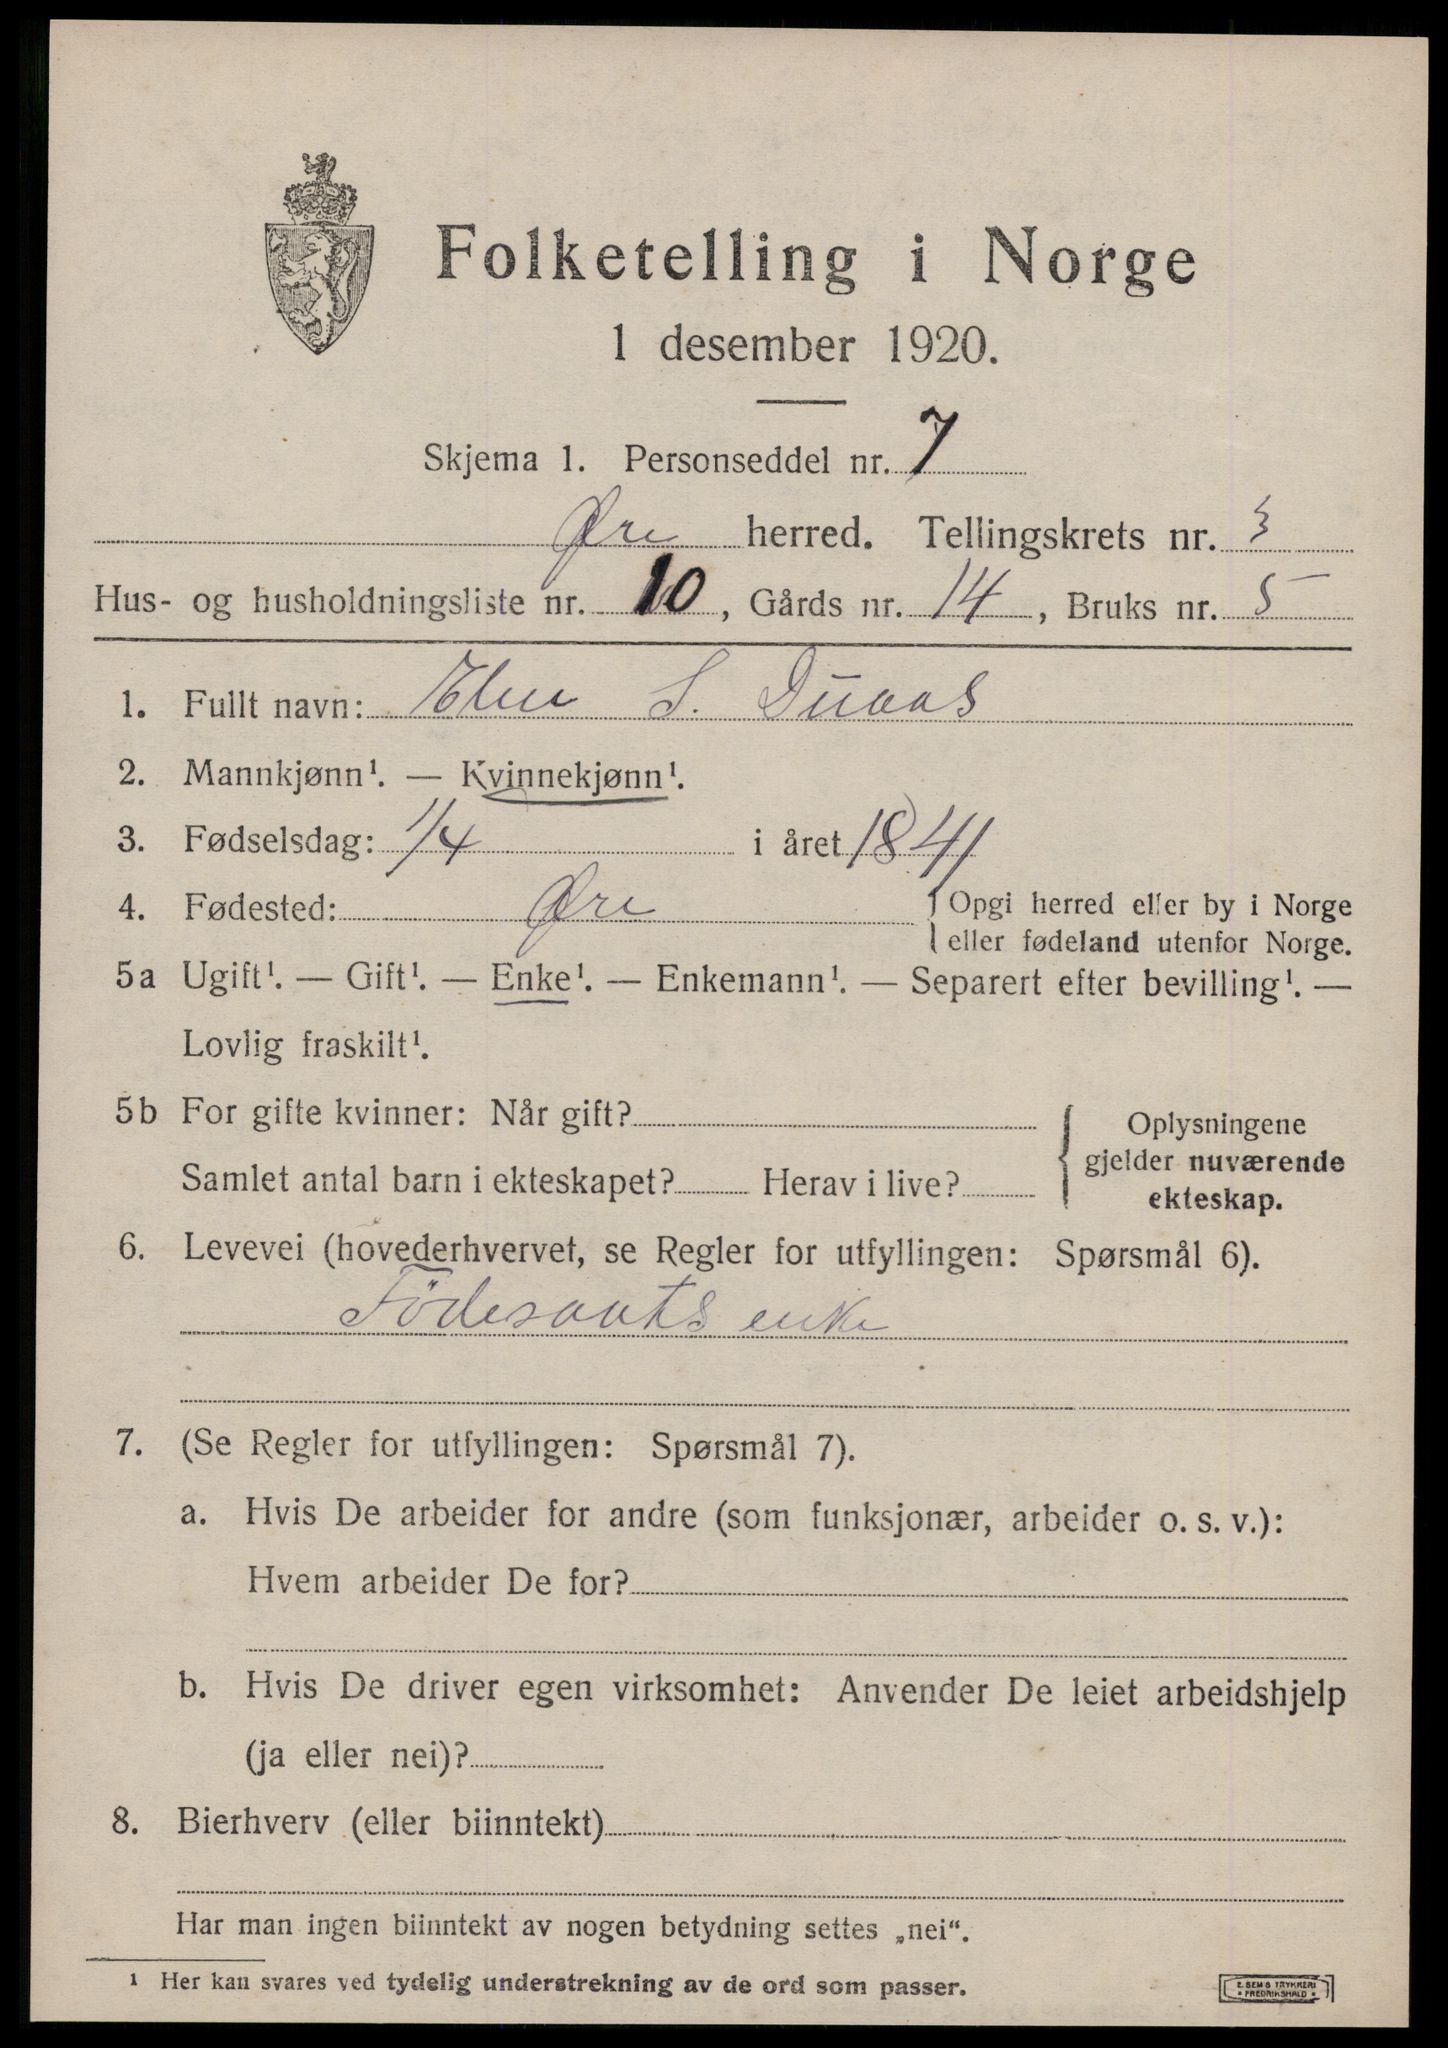 Folketelling i Norge
1 desember 1920.
Skjema 1. Personseddel nr. 7
Øre herred. Tellingskrets nr. 3
Hus- og husholdningsliste nr. 10, Gårds nr. 14, Bruks nr. 5
1. Fullt navn: S.
2. Mannkjønn¹. — Kvinnekjønn¹.
3. Fødselsdag: 1/4 i året 1841
4. Fødested: Øre { Opgi herred eller by i Norge
eller fødeland utenfor Norge.
5a Ugift¹. — Gift¹. — Enke¹. — Enkemann¹. — Separert efter bevilling¹. —
Lovlig fraskilt¹.
5b For gifte kvinner: Når gift?
Samlet antal barn i ekteskapet? Herav i live?
{ Oplysningene
gjelder nuværende
ekteskap.
6. Levevei (hovederhvervet, se Regler for utfyllingen: Spørsmål 6).
Föderaats enke
7. (Se Regler for utfyllingen: Spørsmål 7).
a. Hvis De arbeider for andre (som funksjonær, arbeider o. s. v.):
Hvem arbeider De for?
b. Hvis De driver egen virksomhet: Anvender De leiet arbeidshjelp
(ja eller nei)?
8. Bierhverv (eller biinntekt)
Har man ingen biinntekt av nogen betydning settes „nei“.
¹ Her kan svares ved tydelig understrekning av de ord som passer.
E. SEM'S TRYKKERI
• FREDRIKSHALD •